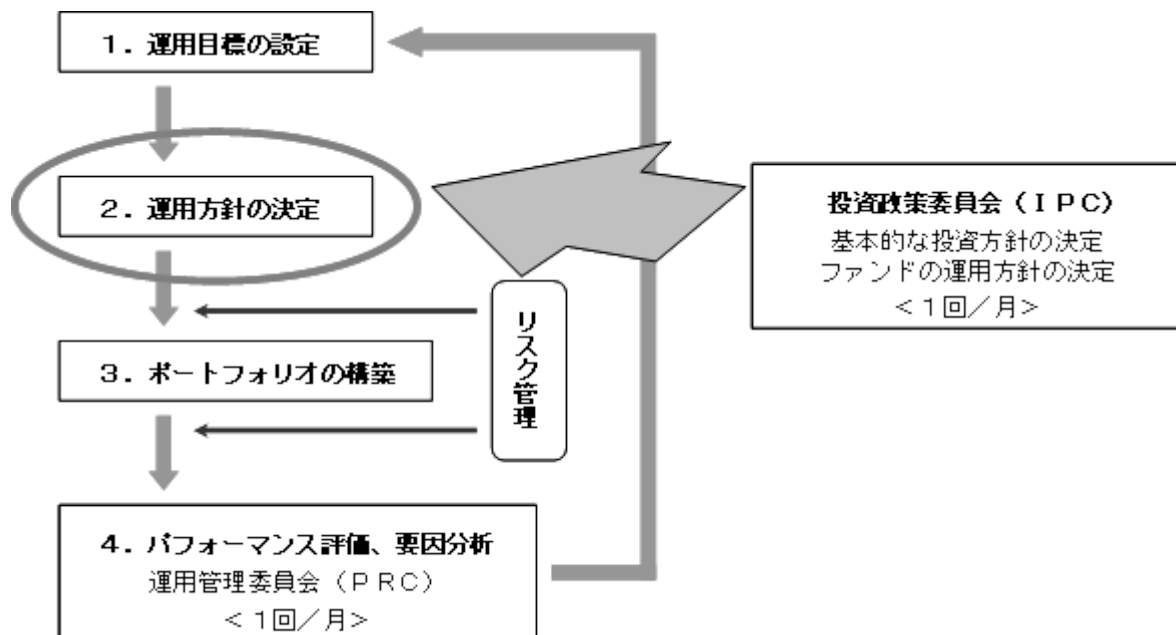 １．運用目標の設定
２．運用方針の決定
投資政策委員会（ＩＰＣ）
基本的な投資方針の決定
ファンドの運用方針の決定
＜１回／月＞
リスク管理
３．ポートフォリオの構築
４．パフォーマンス評価、要因分析
運用管理委員会（ＰＲＣ）
＜１回／月＞